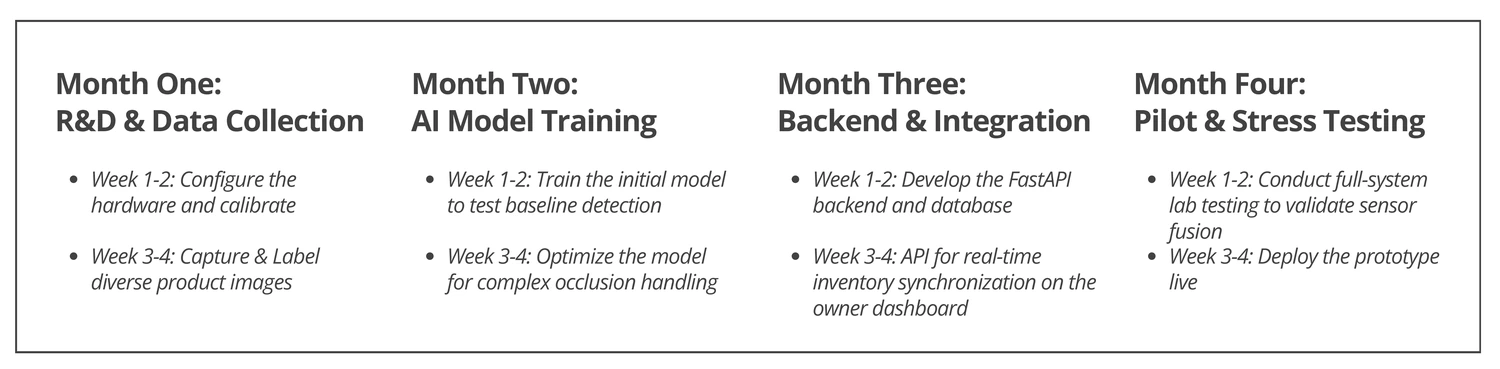 Month One:
R&D & Data Collection
• Week 1-2: Configure the
hardware and calibrate
• Week 3-4: Capture & Label
diverse product images
Month Two:
AI Model Training
• Week 1-2: Train the initial model
to test baseline detection
• Week 3-4: Optimize the model
for complex occlusion handling
Month Three:
Backend & Integration
• Week 1-2: Develop the FastAPI
backend and database
• Week 3-4: API for real-time
inventory synchronization on the
owner dashboard
Month Four:
Pilot & Stress Testing
• Week 1-2: Conduct full-system
lab testing to validate sensor
fusion
• Week 3-4: Deploy the prototype
live